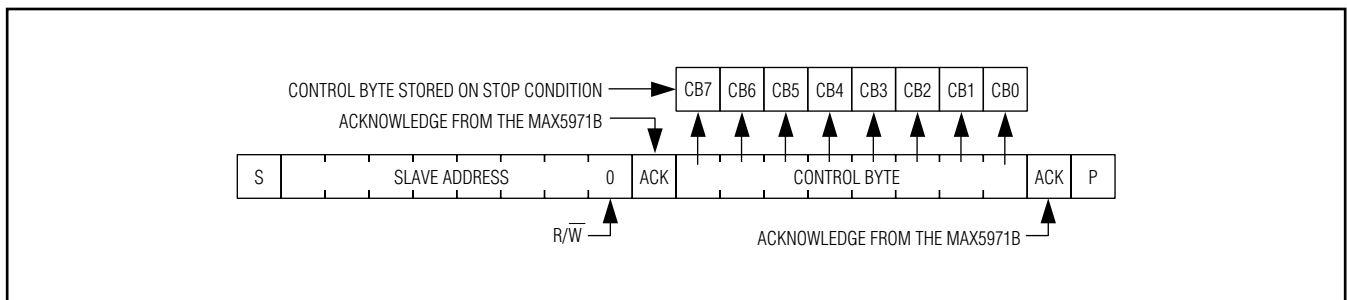 CONTROL BYTE STORED ON STOP CONDITION CB7 CB6 CB5 CB4 CB3 CB2 CB1 CB0
ACKNOWLEDGE FROM THE MAX5971B
S SLAVE ADDRESS 0 ACK CONTROL BYTE ACK P
R/W̅ ACKNOWLEDGE FROM THE MAX5971B